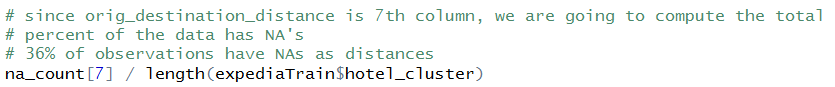 # since orig_destination_distance is 7th column, we are going to compute the total
# percent of the data has NA's
# 36% of observations have NAs as distances
na_count[7] / length(expediaTrain$hotel_cluster)